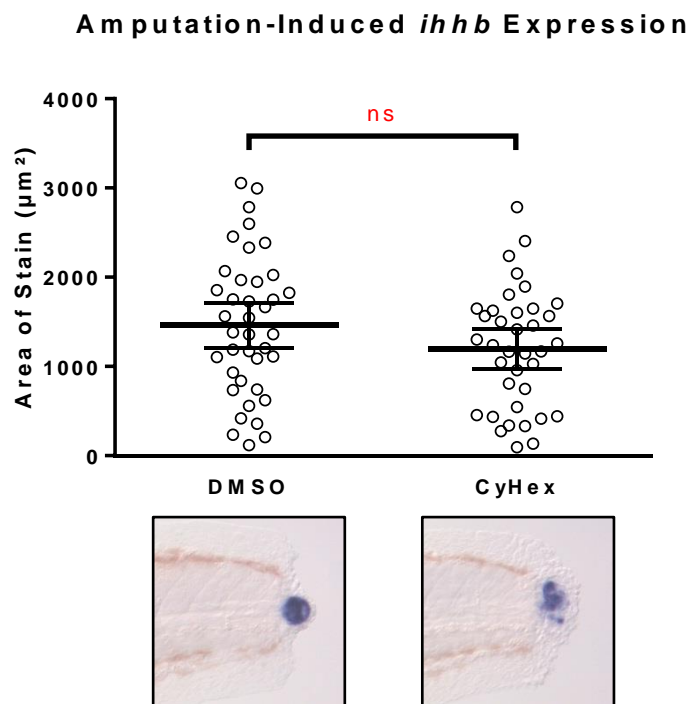 Amputation-Induced ihhb Expression
ns
Area of Stain (µm²)
4000
3000
2000
1000
0
DMSO CyHex